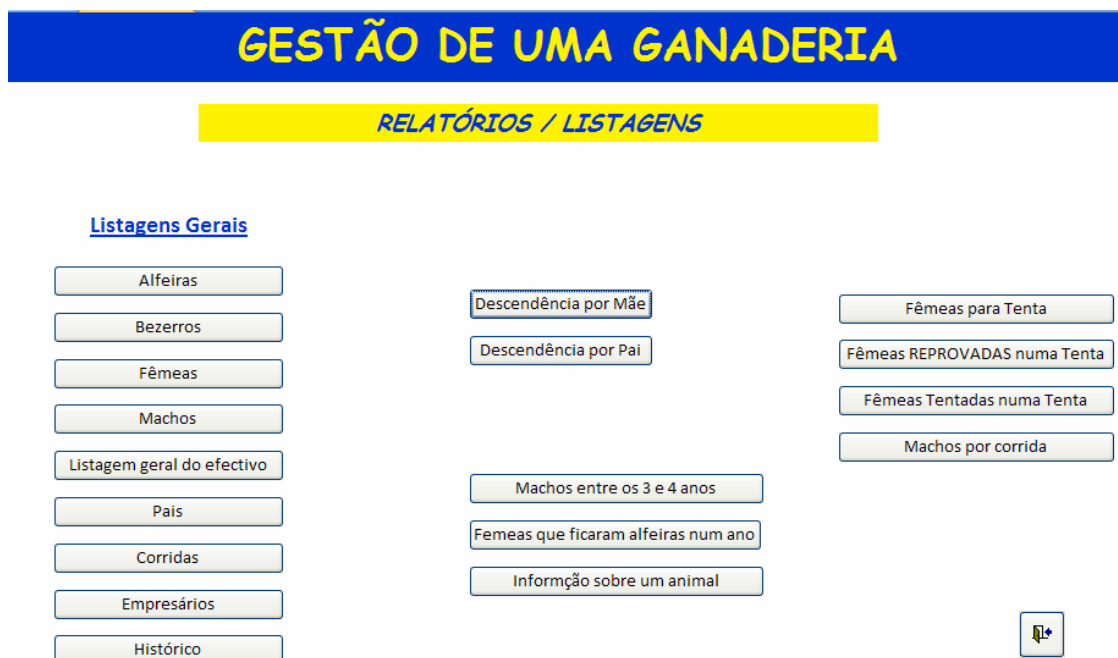 GESTÃO DE UMA GANADERIA
RELATÓRIOS / LISTAGENS
Listagens Gerais
Alfeiras
Bezerros
Fêmeas
Machos
Listagem geral do efectivo
Pais
Corridas
Empresários
Histórico
Descendência por Mãe
Descendência por Pai
Machos entre os 3 e 4 anos
Femeas que ficaram alfeiras num ano
Informção sobre um animal
Fêmeas para Tenta
Fêmeas REPROVADAS numa Tenta
Fêmeas Tentadas numa Tenta
Machos por corrida